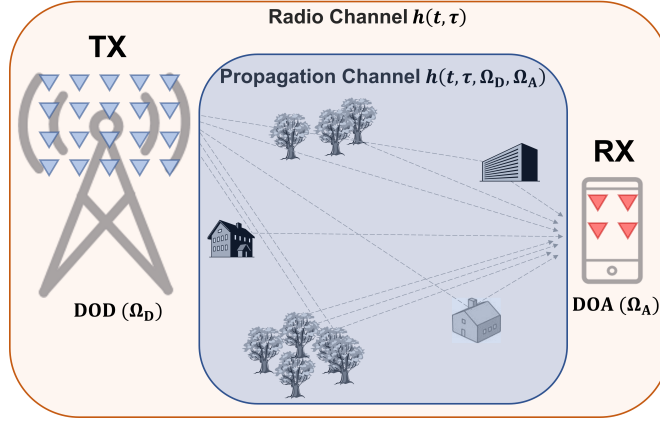 Radio Channel h(t, τ)
TX
Propagation Channel h(t, τ, Ω_D, Ω_A)
RX
DOD (Ω_D)
DOA (Ω_A)